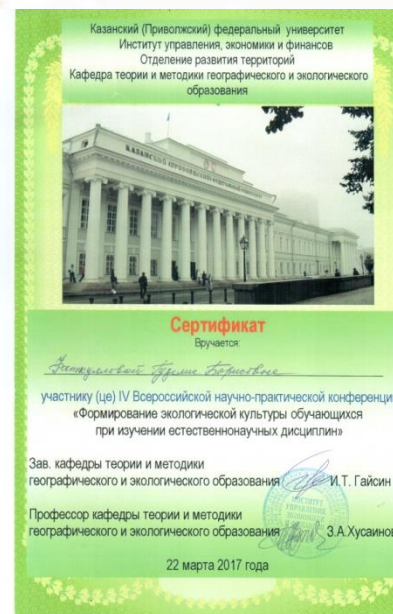 Казанский (Приволжский) федеральный университет
Институт управления, экономики и финансов
Отделение развития территорий
Кафедра теории и методики географического и экологического
образования
Сертификат
Вручается:
Борисовне
участнику (це) IV Всероссийской научно-практической конференци
«Формирование экологической культуры обучающихся
при изучении естественнонаучных дисциплин»
Зав. кафедры теории и методики
географического и экологического образования И.Т. Гайсин
Профессор кафедры теории и методики
географического и экологического образования З.А.Хусаинов
22 марта 2017 года